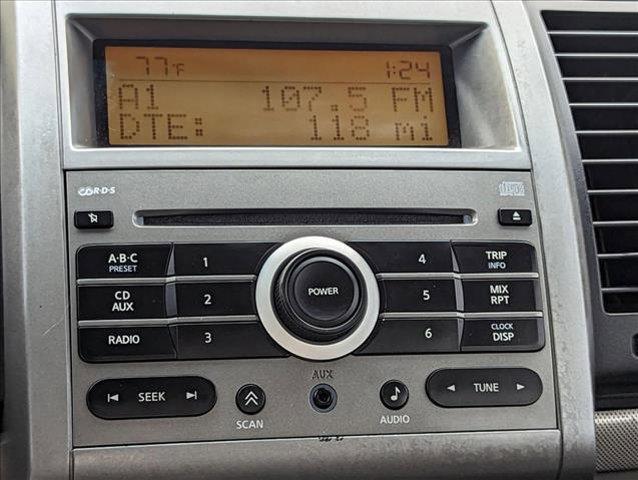 77°F 1:24
A1 107.5 FM
DTE: 118 mi
R·D·S
A·B·C PRESET 1 4 TRIP INFO
CD AUX 2 POWER 5 MIX RPT
RADIO 3 6 CLOCK DISP
SEEK AUX TUNE
SCAN AUDIO